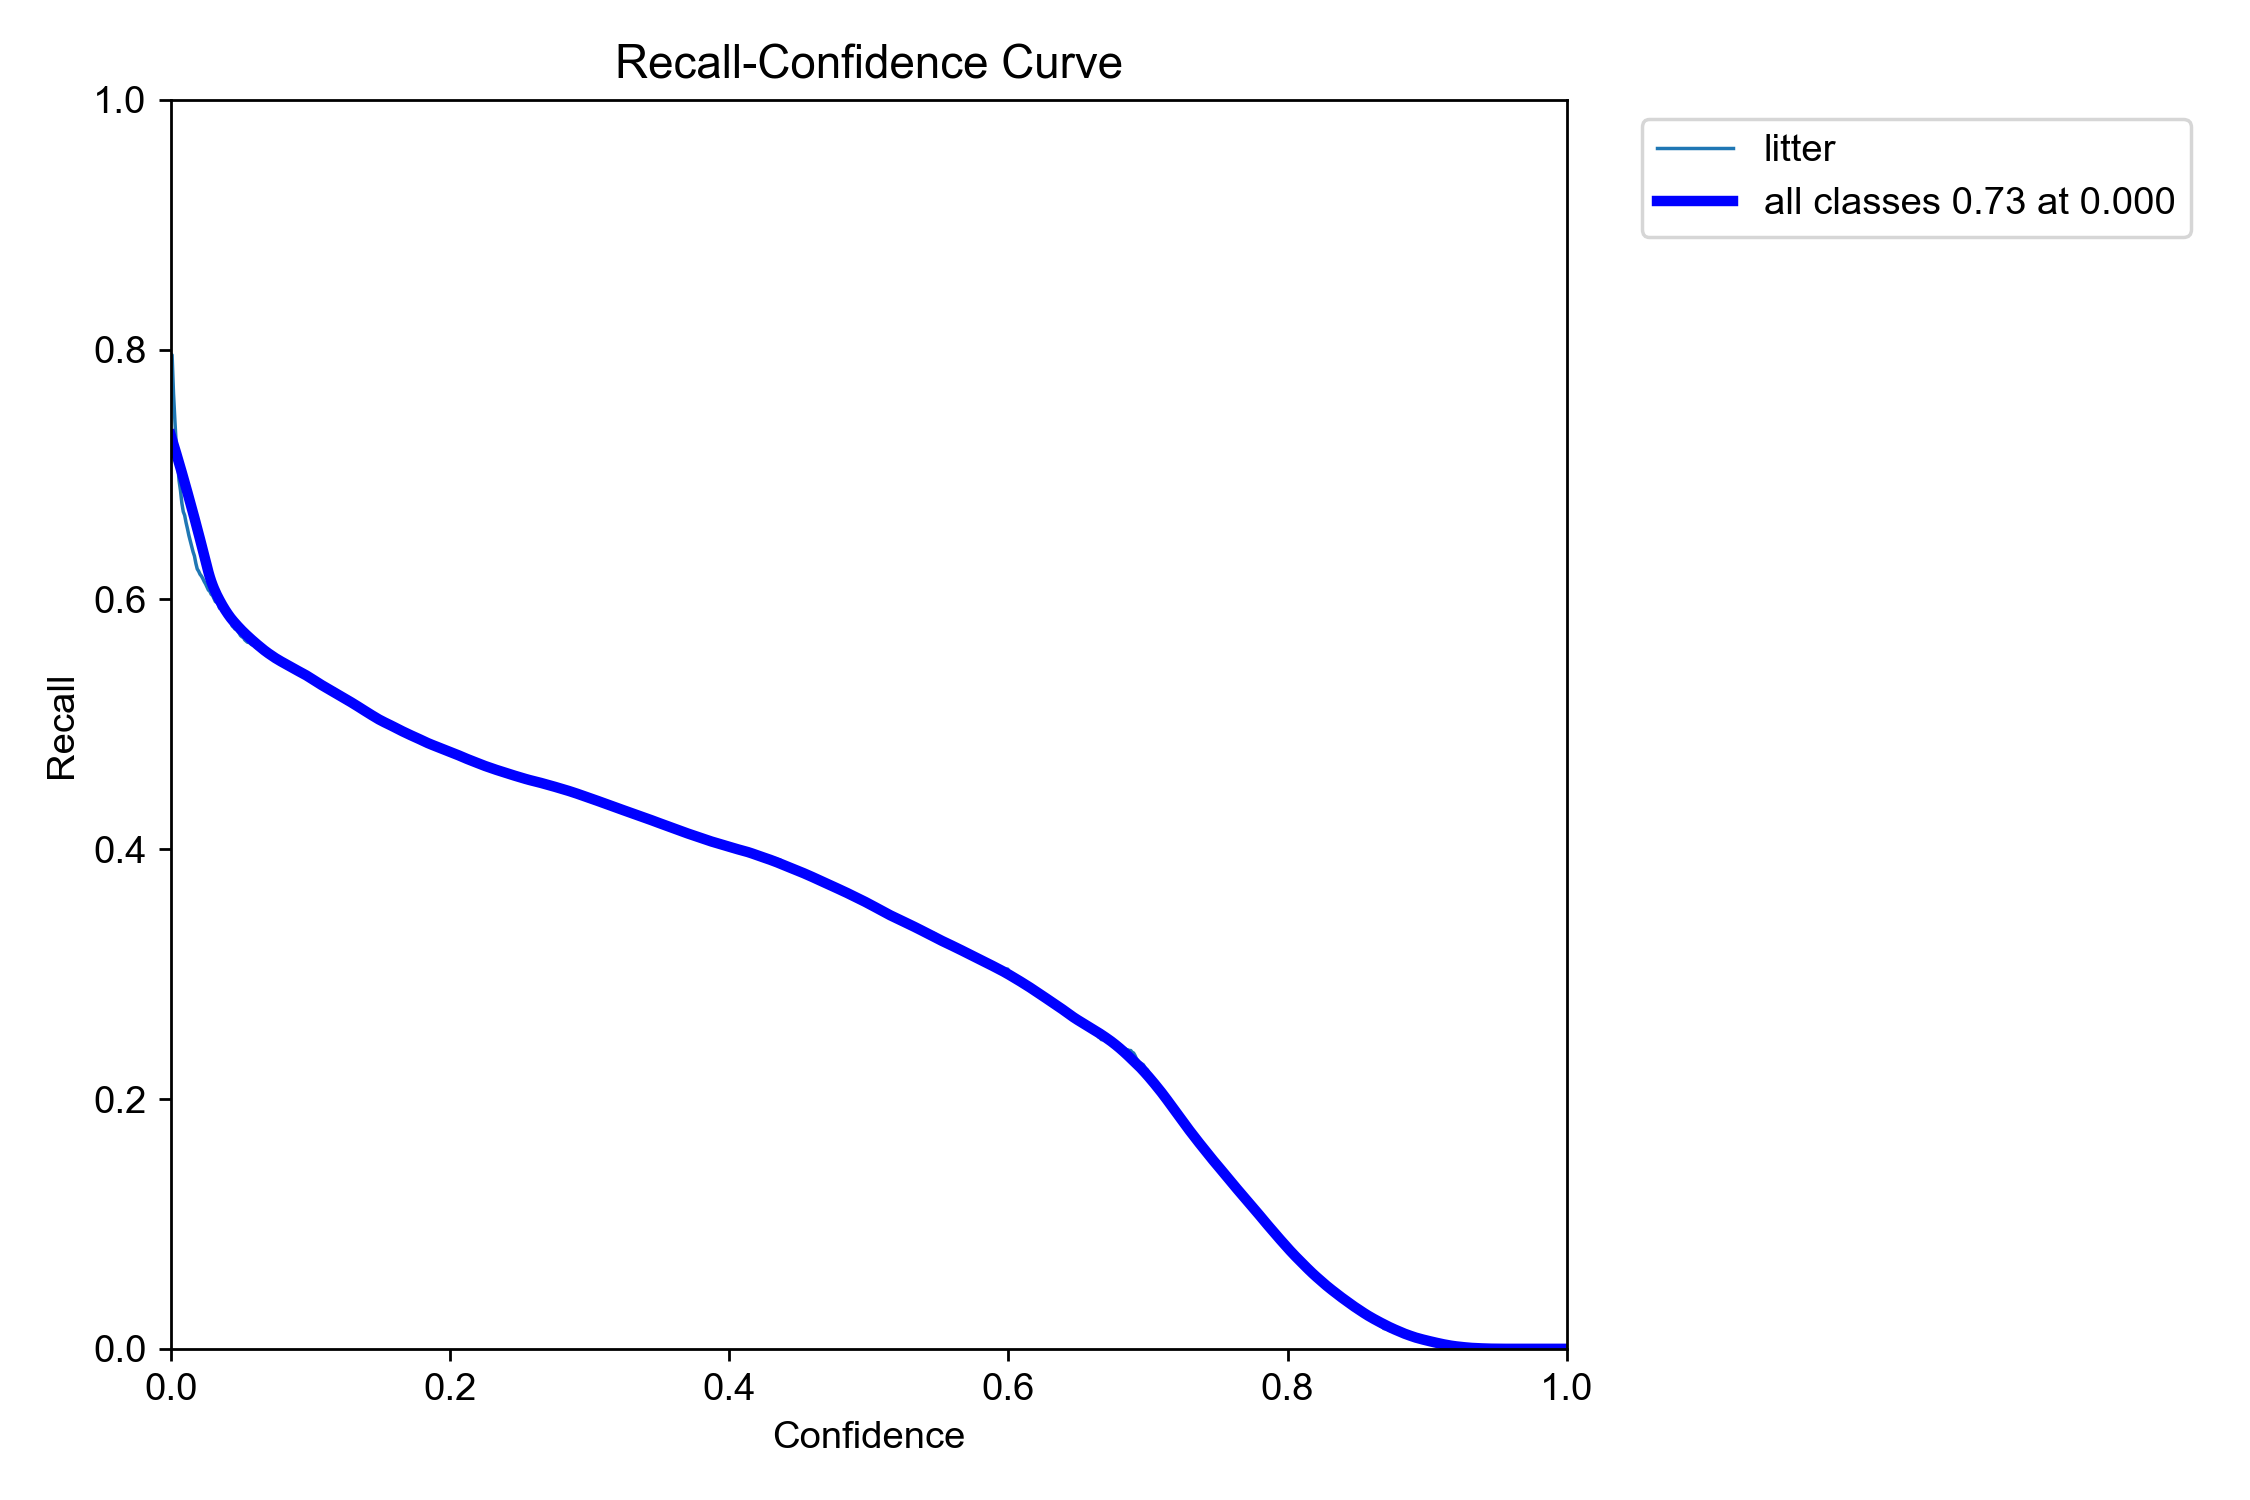 Recall-Confidence Curve
1.0
0.8
0.6
0.4
0.2
0.0
Recall
0.0 0.2 0.4 0.6 0.8 1.0
Confidence
litter
all classes 0.73 at 0.000